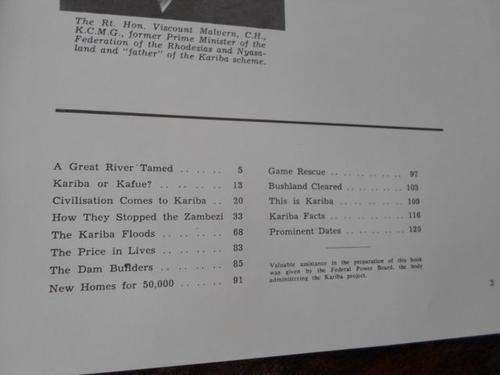 The Rt. Hon. Viscount Malvern, C.H.,
K.C.M.G., former Prime Minister of the
Federation of the Rhodesias and Nyasa-
land and "father" of the Kariba scheme.
A Great River Tamed . . . . . . 5
Kariba or Kafue? . . . . . . . 13
Civilisation Comes to Kariba . . 20
How They Stopped the Zambezi 33
The Kariba Floods . . . . . . . 68
The Price in Lives . . . . . . . 83
The Dam Builders . . . . . . . 85
New Homes for 50,000 . . . . . . 91
Game Rescue . . . . . . . . . 97
Bushland Cleared . . . . . . . . 103
This is Kariba . . . . . . . . . 109
Kariba Facts . . . . . . . . . . 116
Prominent Dates . . . . . . . . 125
Valuable assistance in the preparation of this book
was given by the Federal Power Board, the body
administering the Kariba project.
3